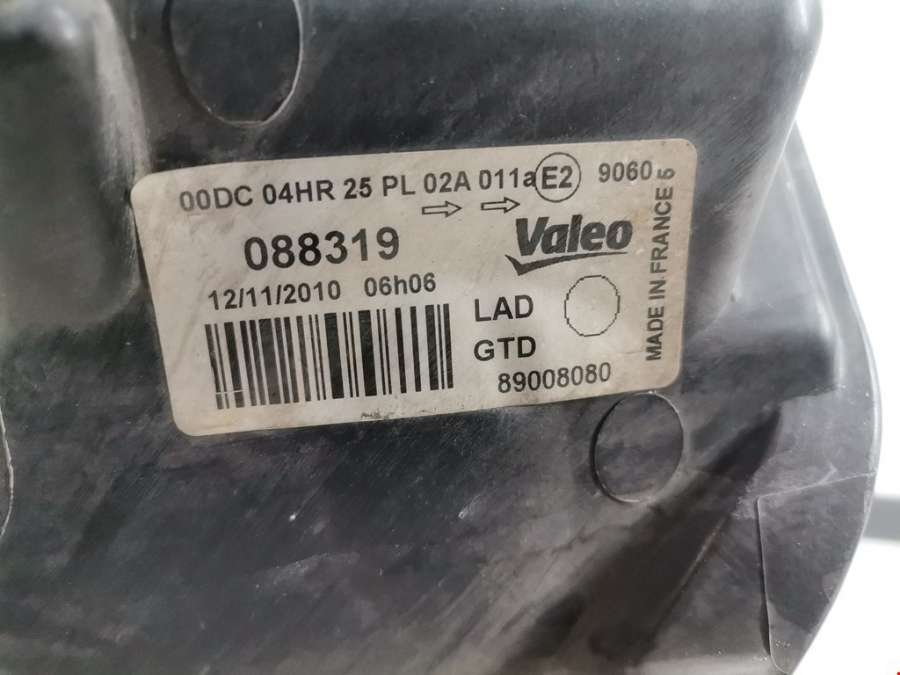 00DC 04HR 25 PL 02A 011a E2 9060
088319
Valeo
12/11/2010 06h06
LAD
GTD
89008080
MADE IN FRANCE 5